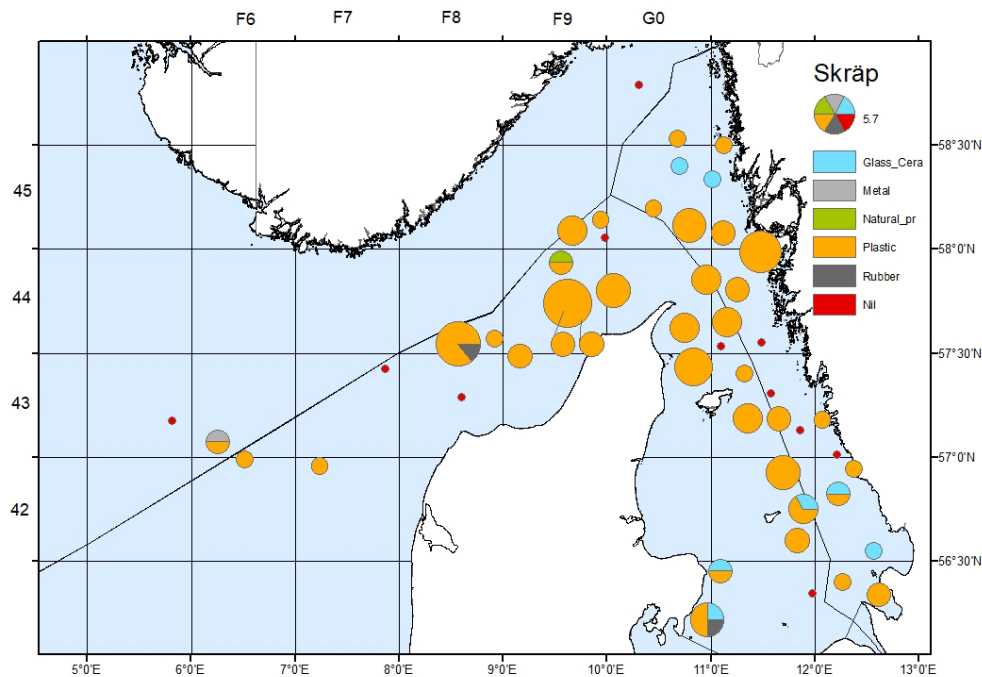 F6 F7 F8 F9 G0
Skräp
5.7
Glass_Cera
Metal
Natural_pr
Plastic
Rubber
Nil
45
44
43
42
58°30'N
58°0'N
57°30'N
57°0'N
56°30'N
5°0'E 6°0'E 7°0'E 8°0'E 9°0'E 10°0'E 11°0'E 12°0'E 13°0'E